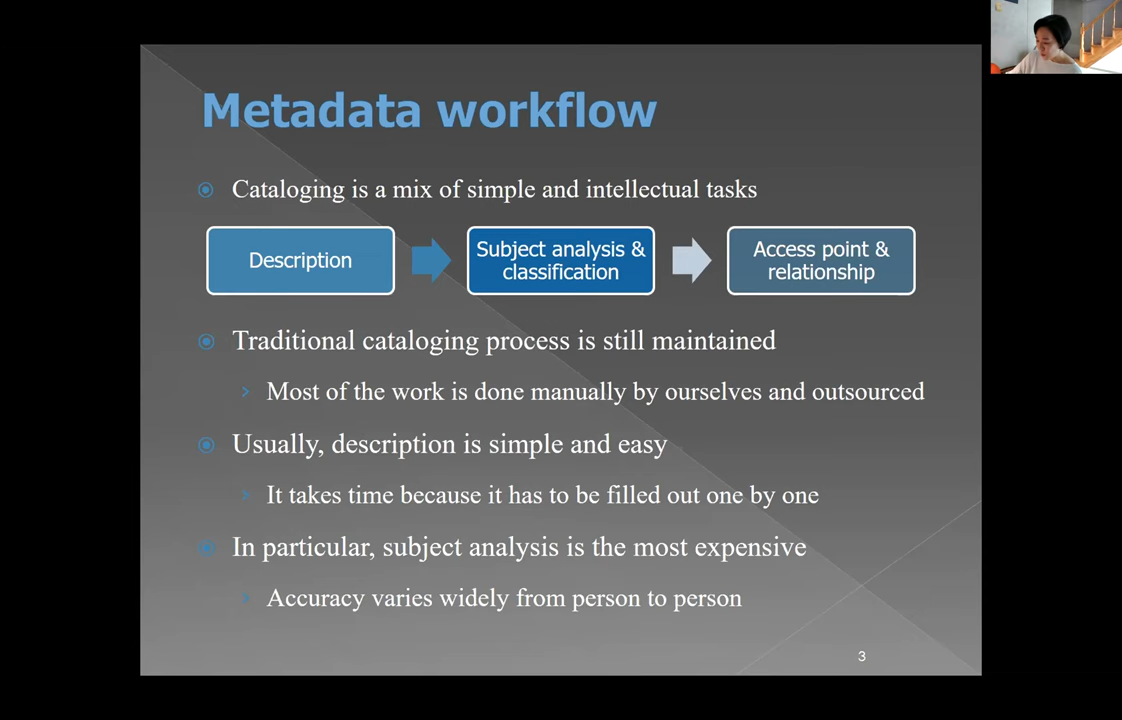 Metadata workflow
Cataloging is a mix of simple and intellectual tasks
Description
Subject analysis &
classification
Access point &
relationship
Traditional cataloging process is still maintained
Most of the work is done manually by ourselves and outsourced
Usually, description is simple and easy
It takes time because it has to be filled out one by one
In particular, subject analysis is the most expensive
Accuracy varies widely from person to person
3